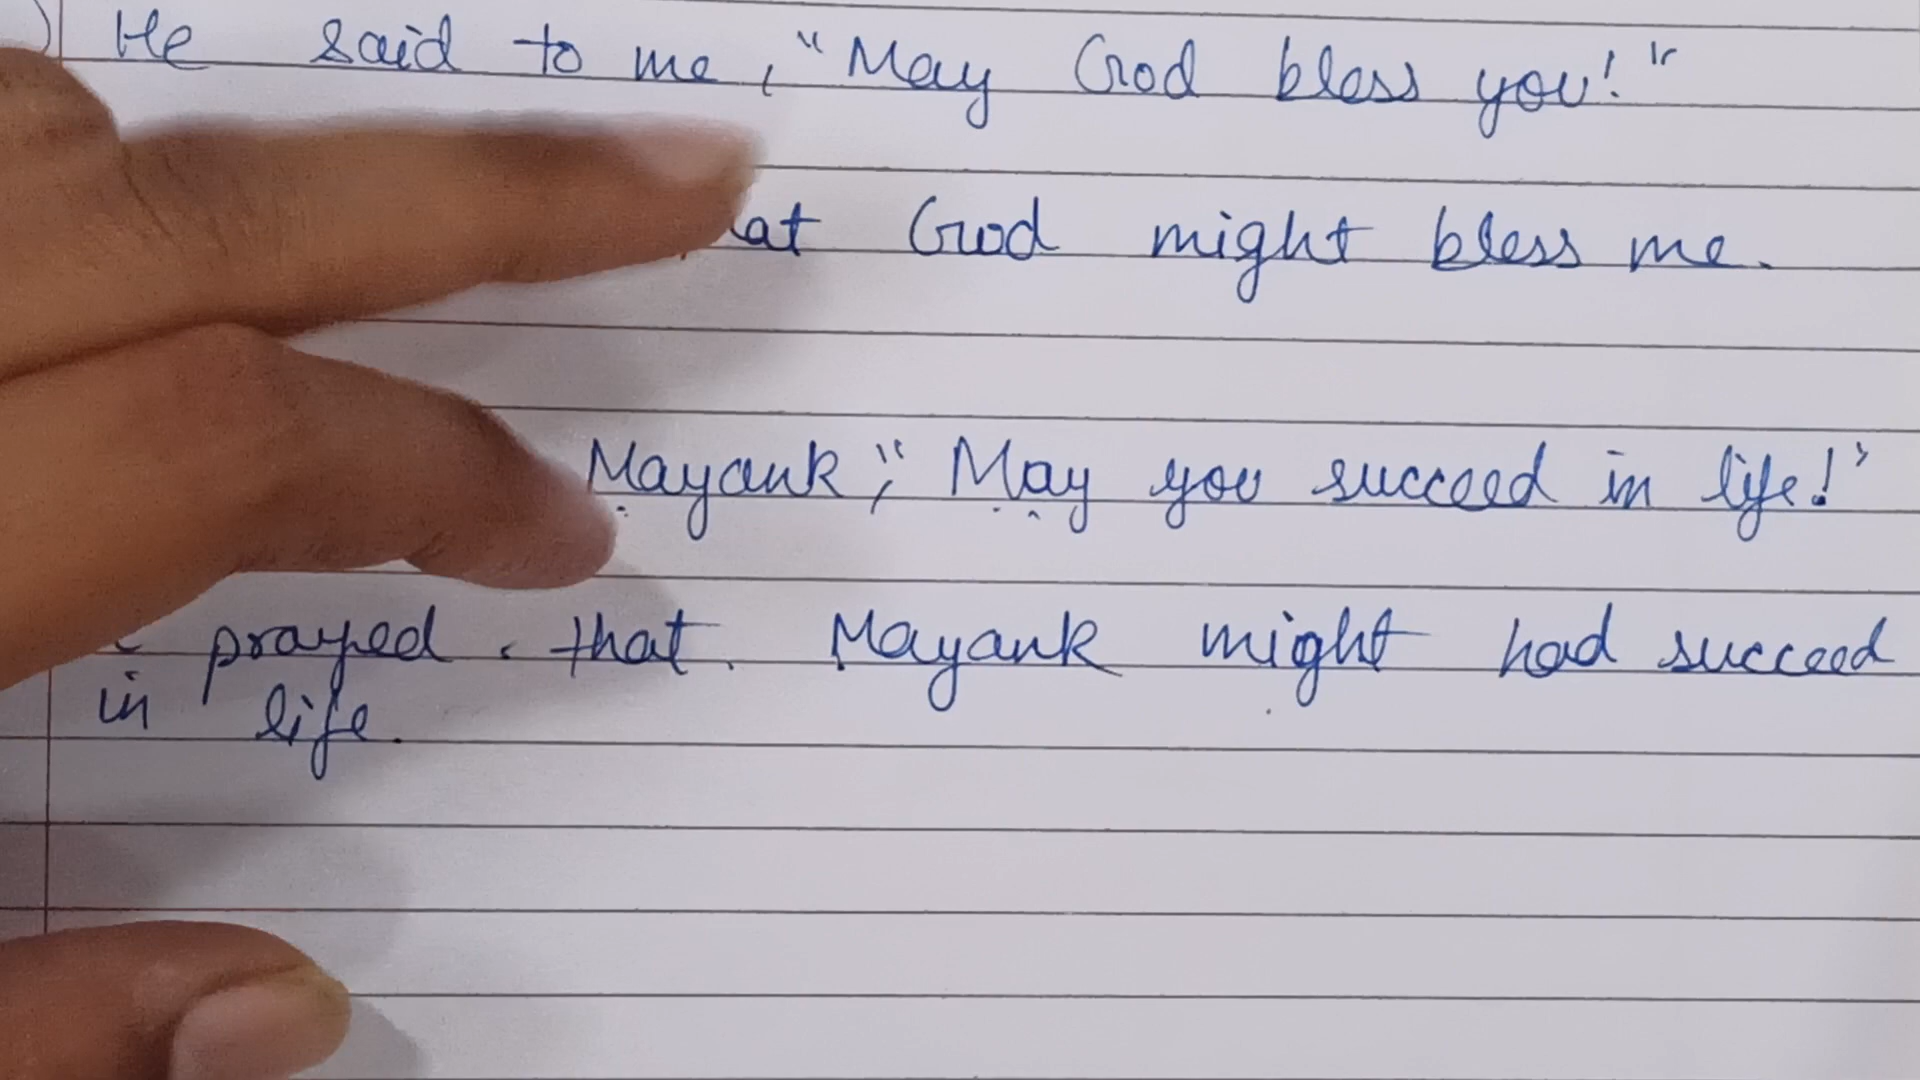 He said to me, "May God bless you!"
God might bless me.
Mayank, "May you succeed in life!"
prayed that Mayank might had succeed
in life.